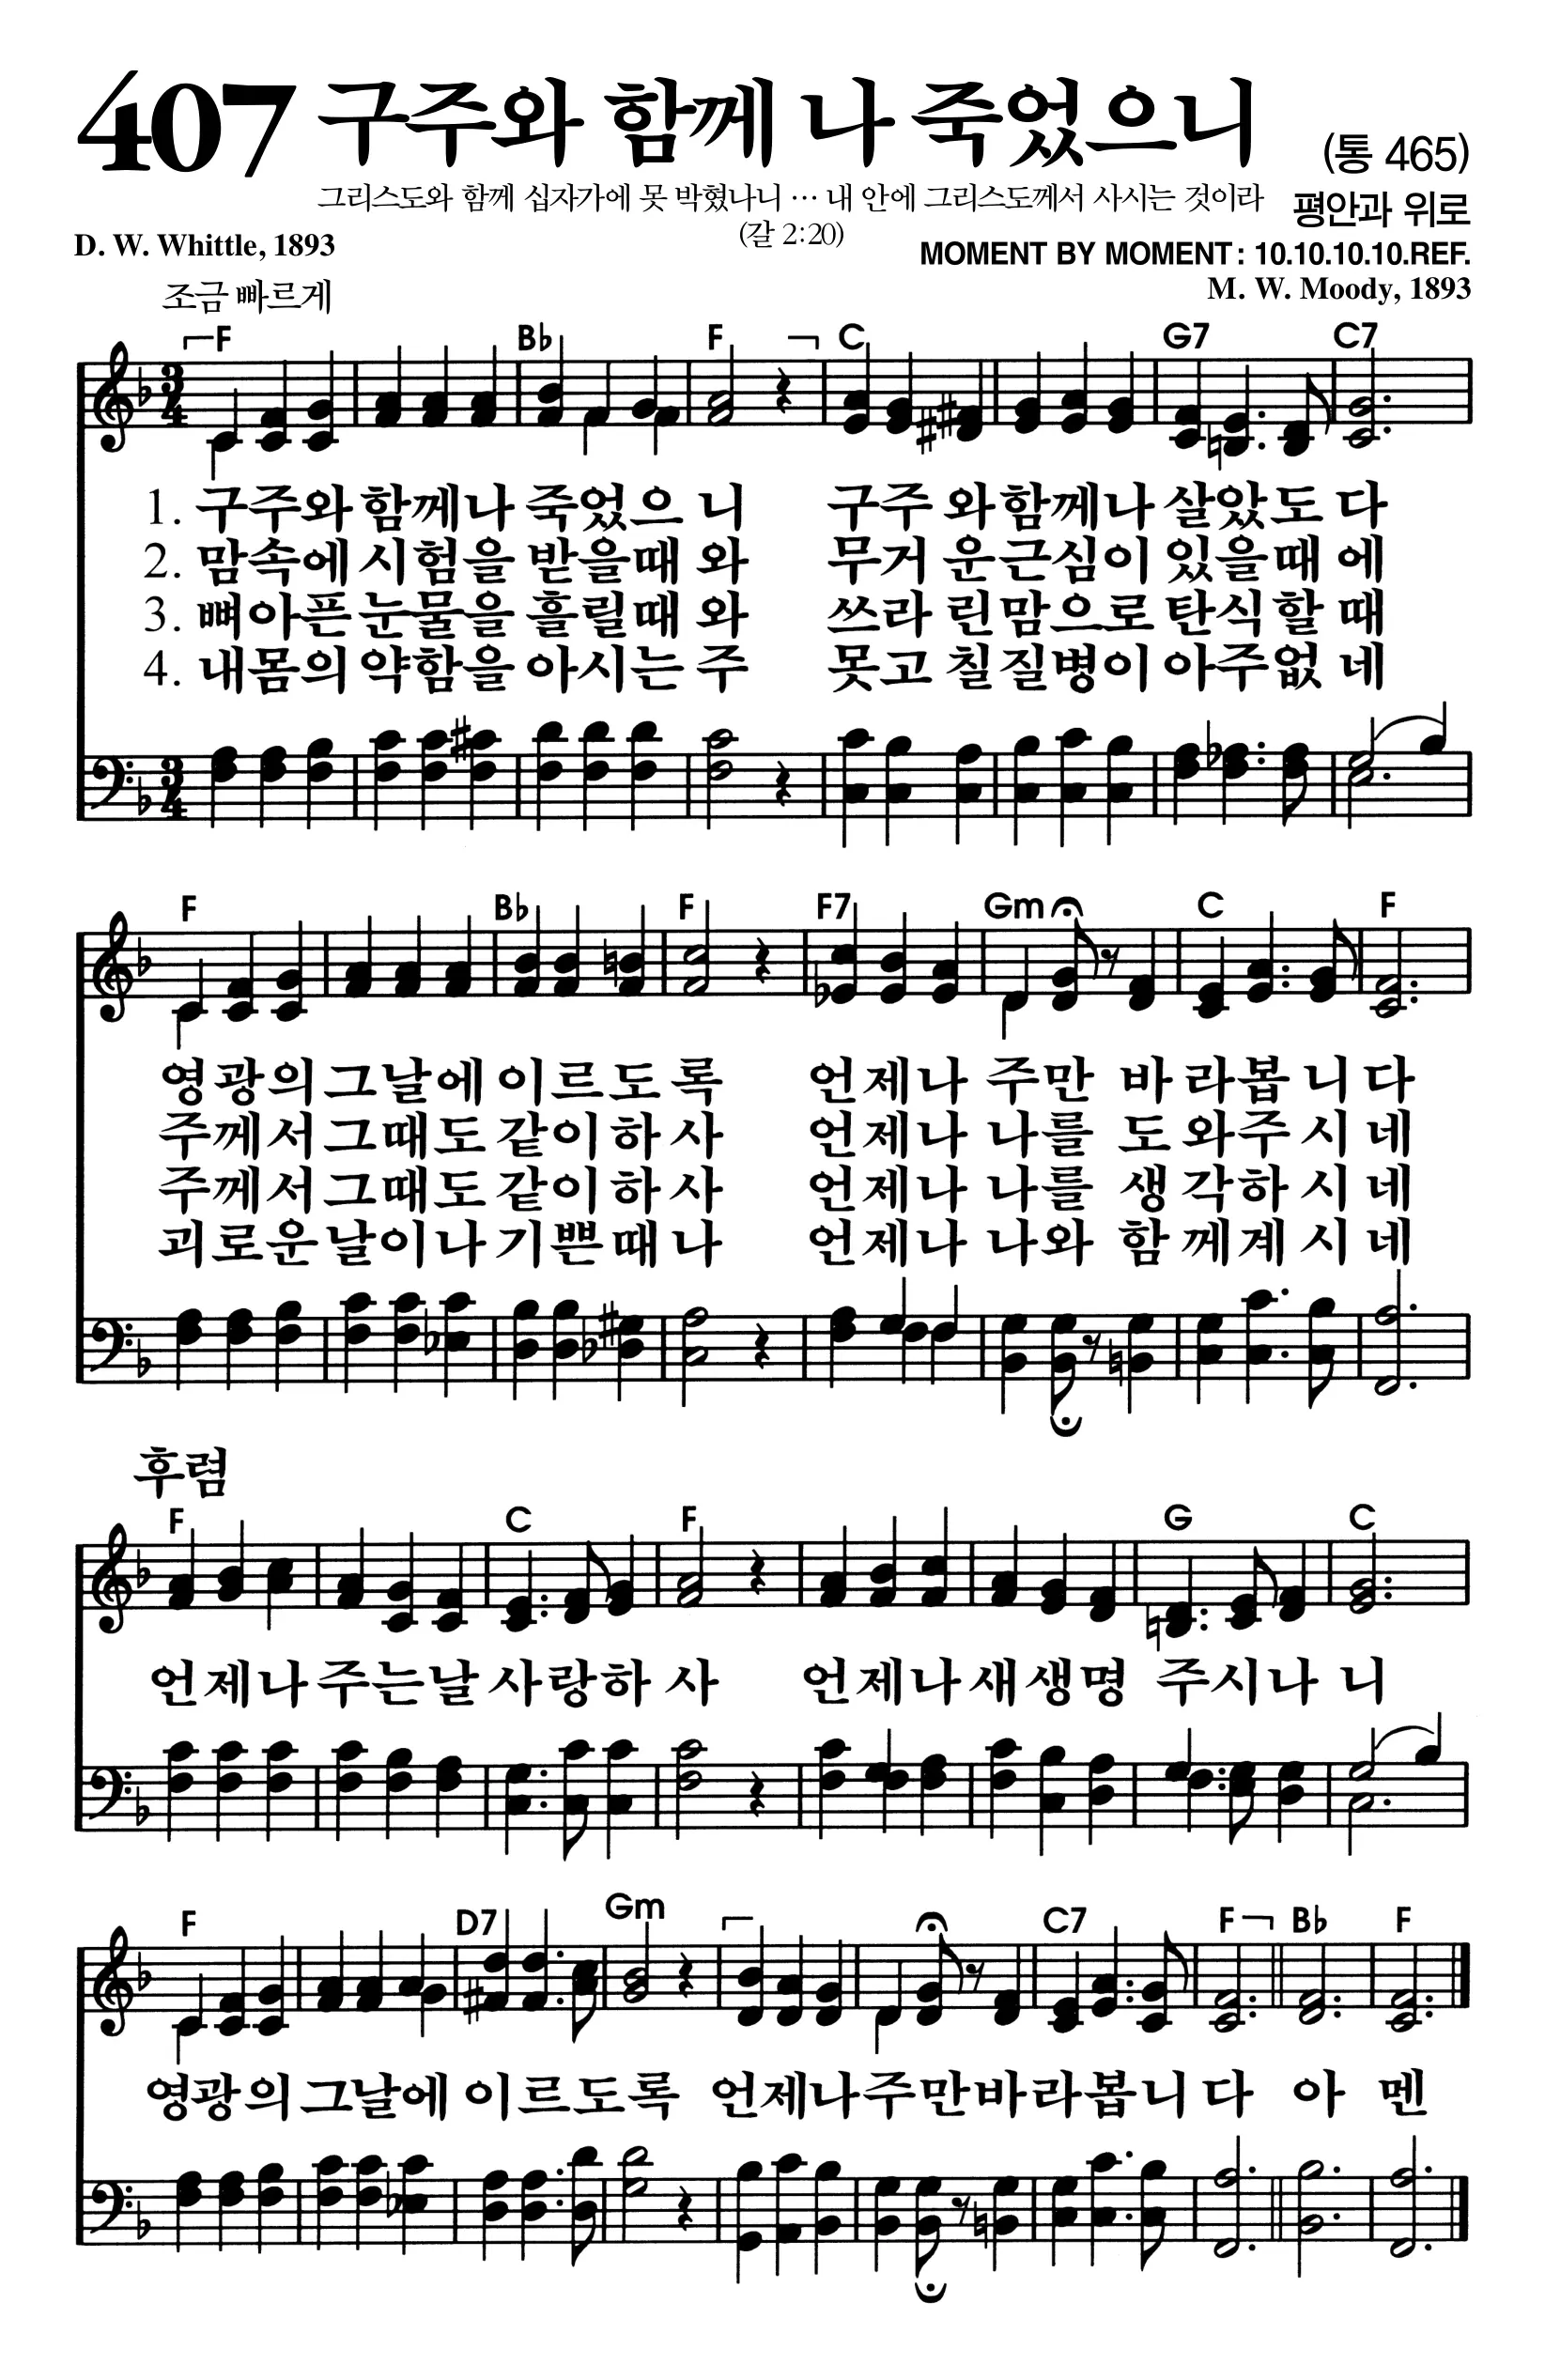 407 구주와 함께 나 죽었으니 (통 465)
그리스도와 함께 십자가에 못 박혔나니 … 내 안에 그리스도께서 사시는 것이라 평안과 위로
(갈 2:20)
D. W. Whittle, 1893 MOMENT BY MOMENT : 10.10.10.10.REF.
조금 빠르게 M. W. Moody, 1893
F B♭ F C G7 C7
3 4
1. 구주와 함께나 죽었으 니 구주 와함께나 살았도 다
2. 맘속에 시험을 받을때 와 무거 운근심이 있을때 에
3. 뼈아픈 눈물을 흘릴때 와 쓰라 린맘으로 탄식할 때
4. 내몸의 약함을 아시는 주 못고 칠질병이 아주없 네
3 4
F B♭ F F7 Gm C F
영광의 그날에 이르도 록 언제나 주만 바 라봅 니 다
주께서 그때도 같이하 사 언제나 나를 도 와주 시 네
주께서 그때도 같이하 사 언제나 나를 생 각하 시 네
괴로운 날이나 기쁜때 나 언제나 나와 함 께계 시 네
후렴
F C F G C
언제나 주는날 사랑하 사 언제나 새생명 주시나 니
F D7 Gm C7 F B♭ F
영광의 그날에 이르도록 언제나주만바라봅니 다 아 멘